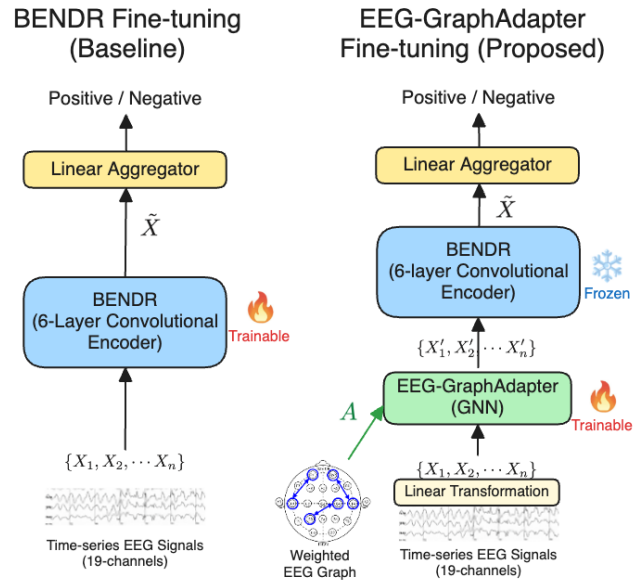 BENDR Fine-tuning
(Baseline)
Positive / Negative
Linear Aggregator
X̃
BENDR
(6-Layer Convolutional
Encoder)
Trainable
{X₁, X₂, ⋯ Xₙ}
Time-series EEG Signals
(19-channels)
EEG-GraphAdapter
Fine-tuning (Proposed)
Positive / Negative
Linear Aggregator
X̃
BENDR
(6-layer Convolutional
Encoder)
Frozen
{X′₁, X′₂, ⋯ X′ₙ}
EEG-GraphAdapter
(GNN)
Trainable
A
{X₁, X₂, ⋯ Xₙ}
Linear Transformation
Weighted
EEG Graph
Time-series EEG Signals
(19-channels)